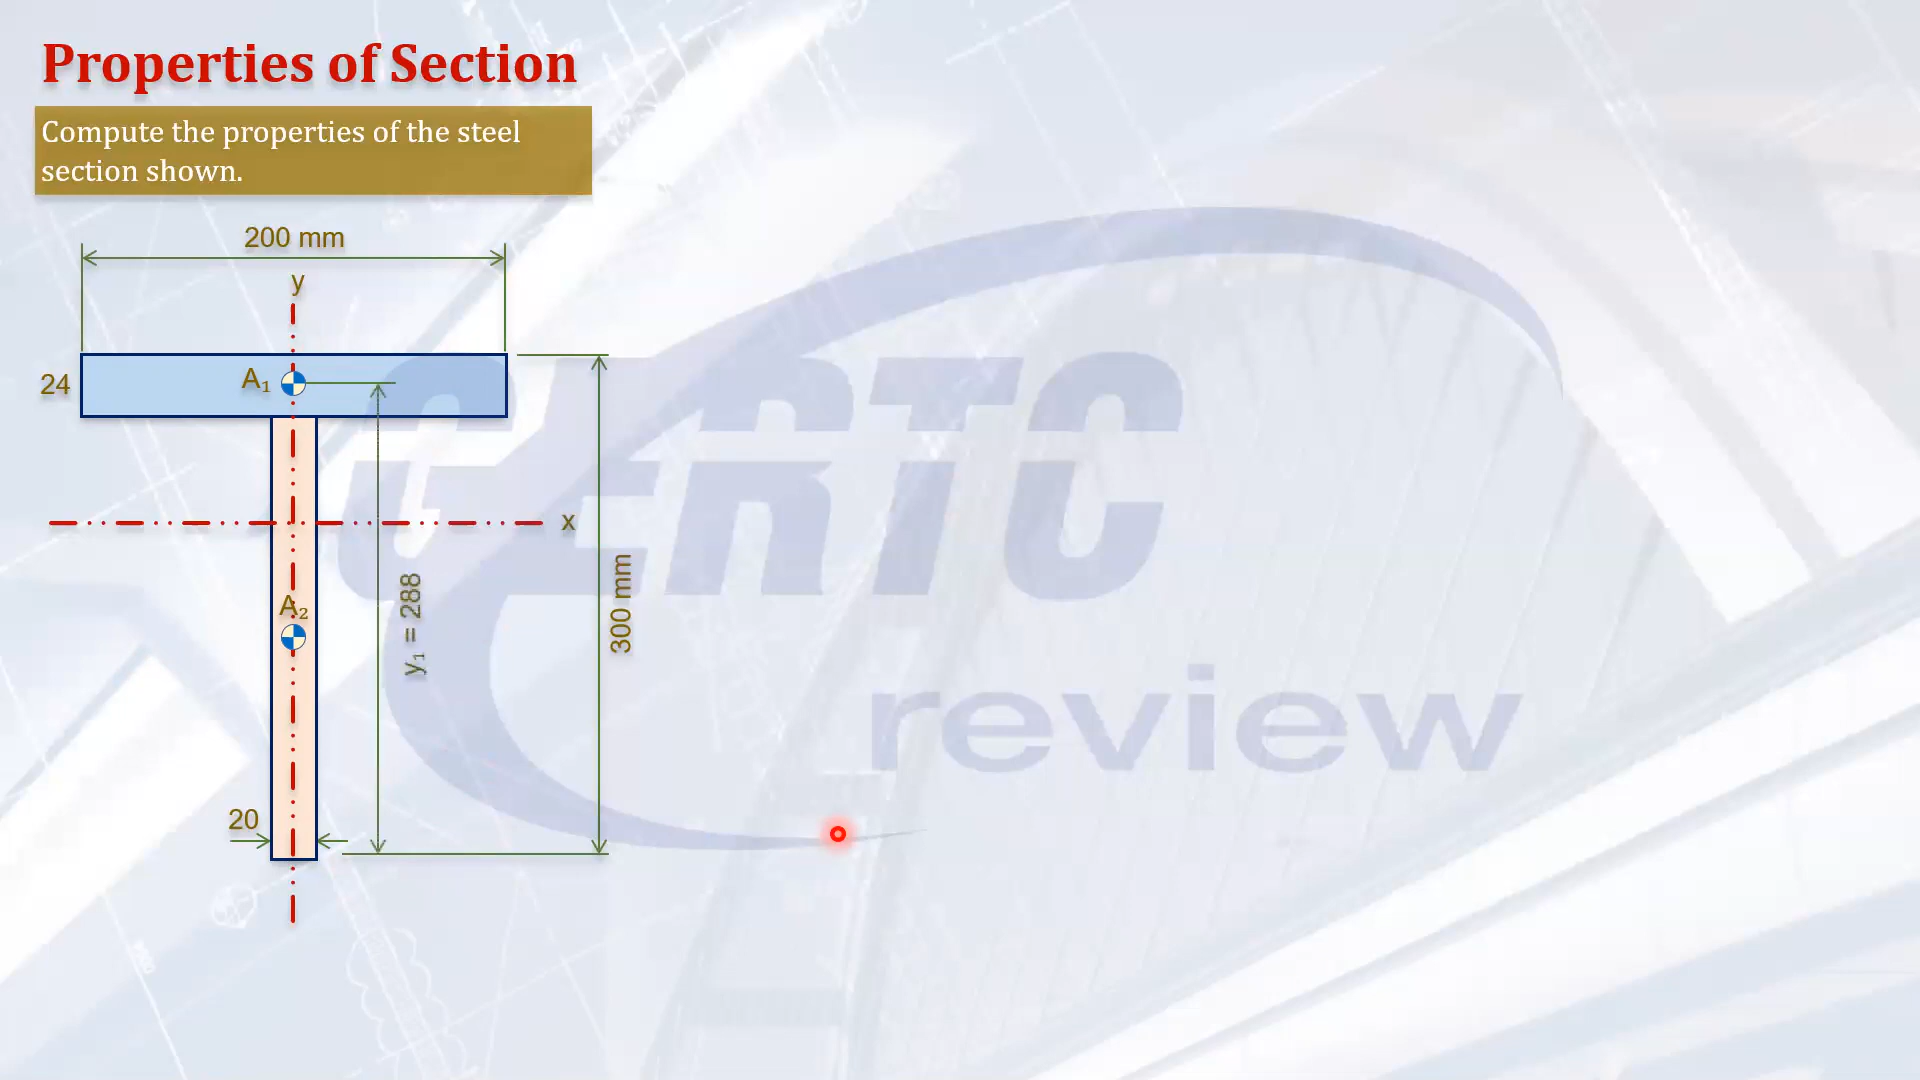 Properties of Section
Compute the properties of the steel
section shown.
200 mm
y
24
A₁
x
A₂
y₁ = 288
300 mm
20
CERTC
review